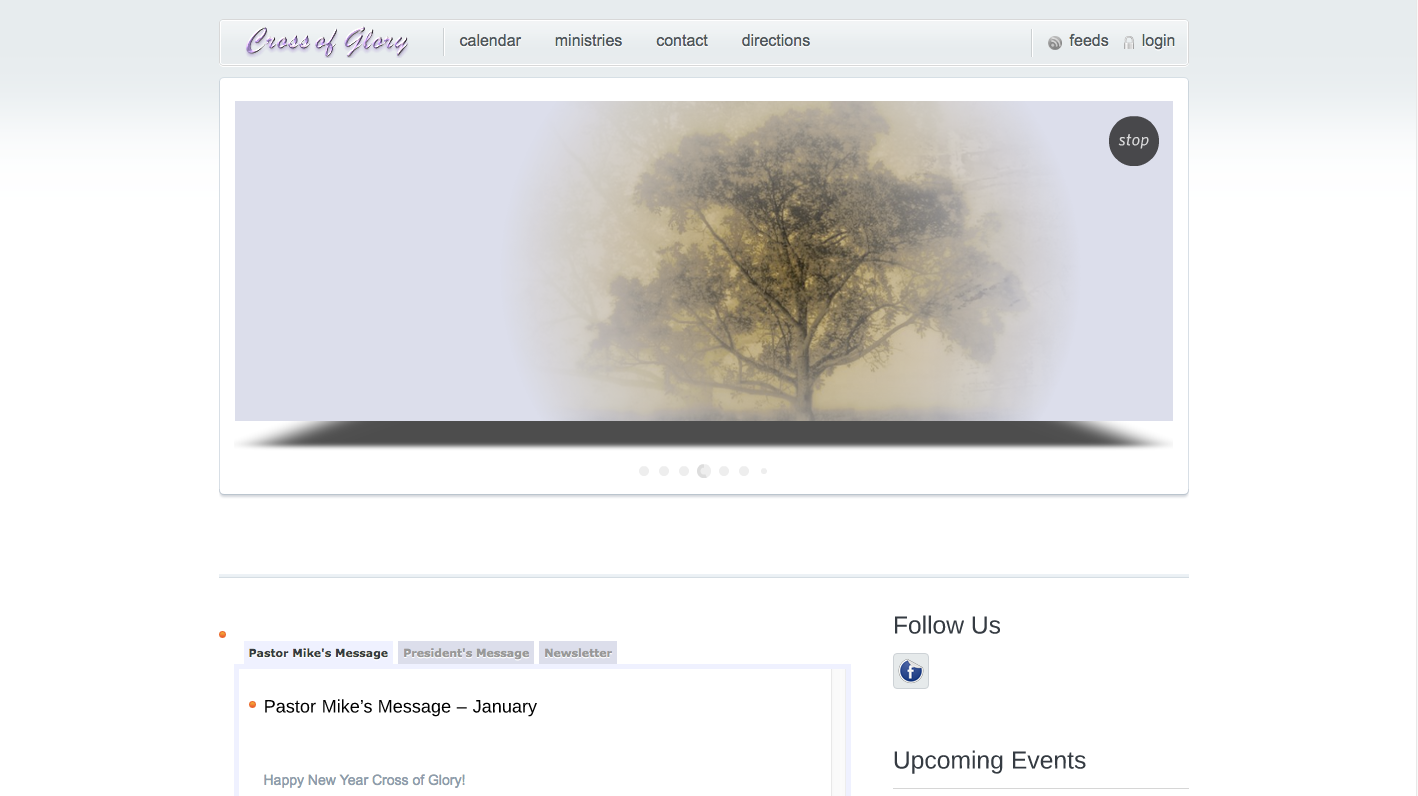 Cross of Glory calendar ministries contact directions feeds login
stop
Follow Us
Pastor Mike's Message President's Message Newsletter
Pastor Mike’s Message – January
Upcoming Events
Happy New Year Cross of Glory!